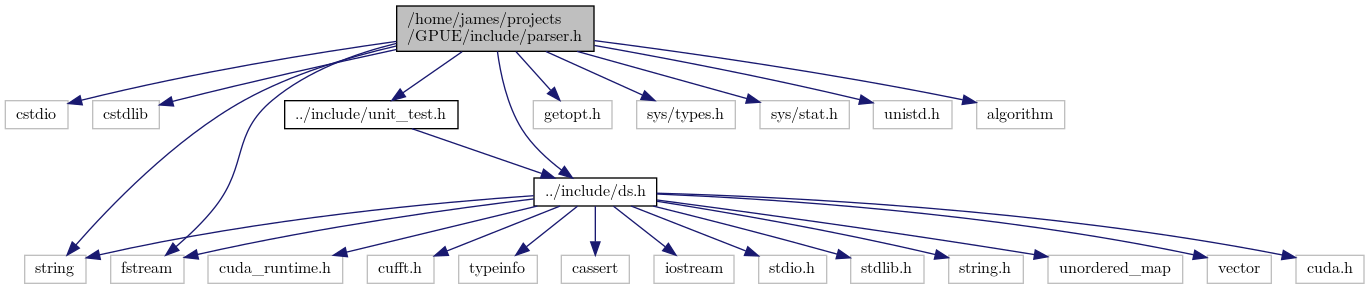 /home/james/projects
/GPUE/include/parser.h
cstdio
cstdlib
../include/unit_test.h
getopt.h
sys/types.h
sys/stat.h
unistd.h
algorithm
../include/ds.h
string
fstream
cuda_runtime.h
cufft.h
typeinfo
cassert
iostream
stdio.h
stdlib.h
string.h
unordered_map
vector
cuda.h